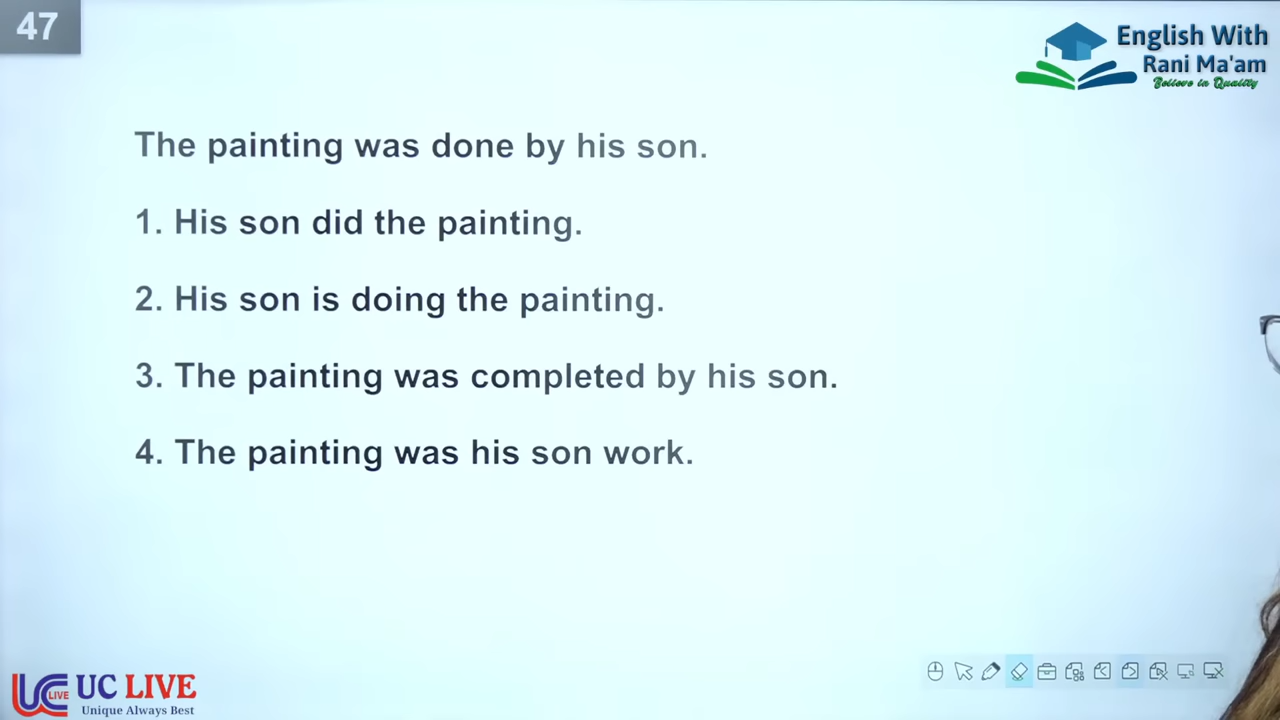 47
English With
Rani Ma'am
Believe in Quality
The painting was done by his son.
1. His son did the painting.
2. His son is doing the painting.
3. The painting was completed by his son.
4. The painting was his son work.
LIVE
UC LIVE
Unique Always Best